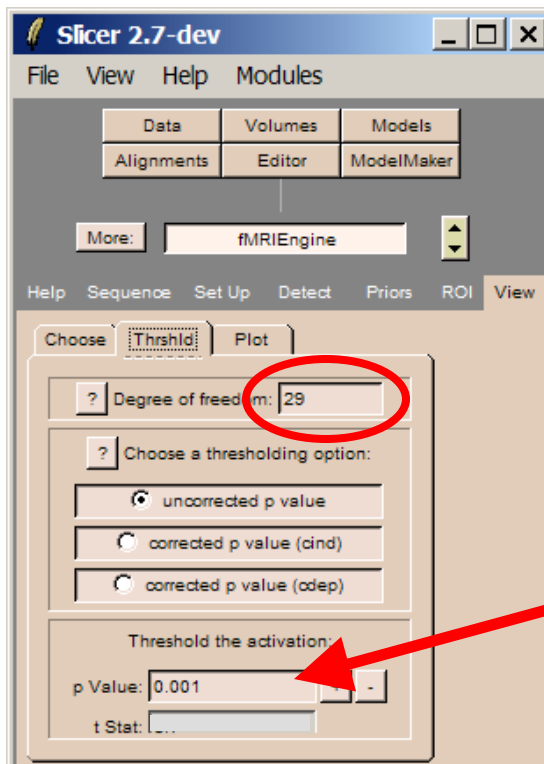 Slicer 2.7-dev
File View Help Modules
Data Volumes Models
Alignments Editor ModelMaker
More: fMRIEngine
Help Sequence Set Up Detect Priors ROI View
Choose Thrshld Plot
? Degree of freedom: 29
? Choose a thresholding option:
uncorrected p value
corrected p value (cind)
corrected p value (cdep)
Threshold the activation:
p Value: 0.001 + -
t Stat: